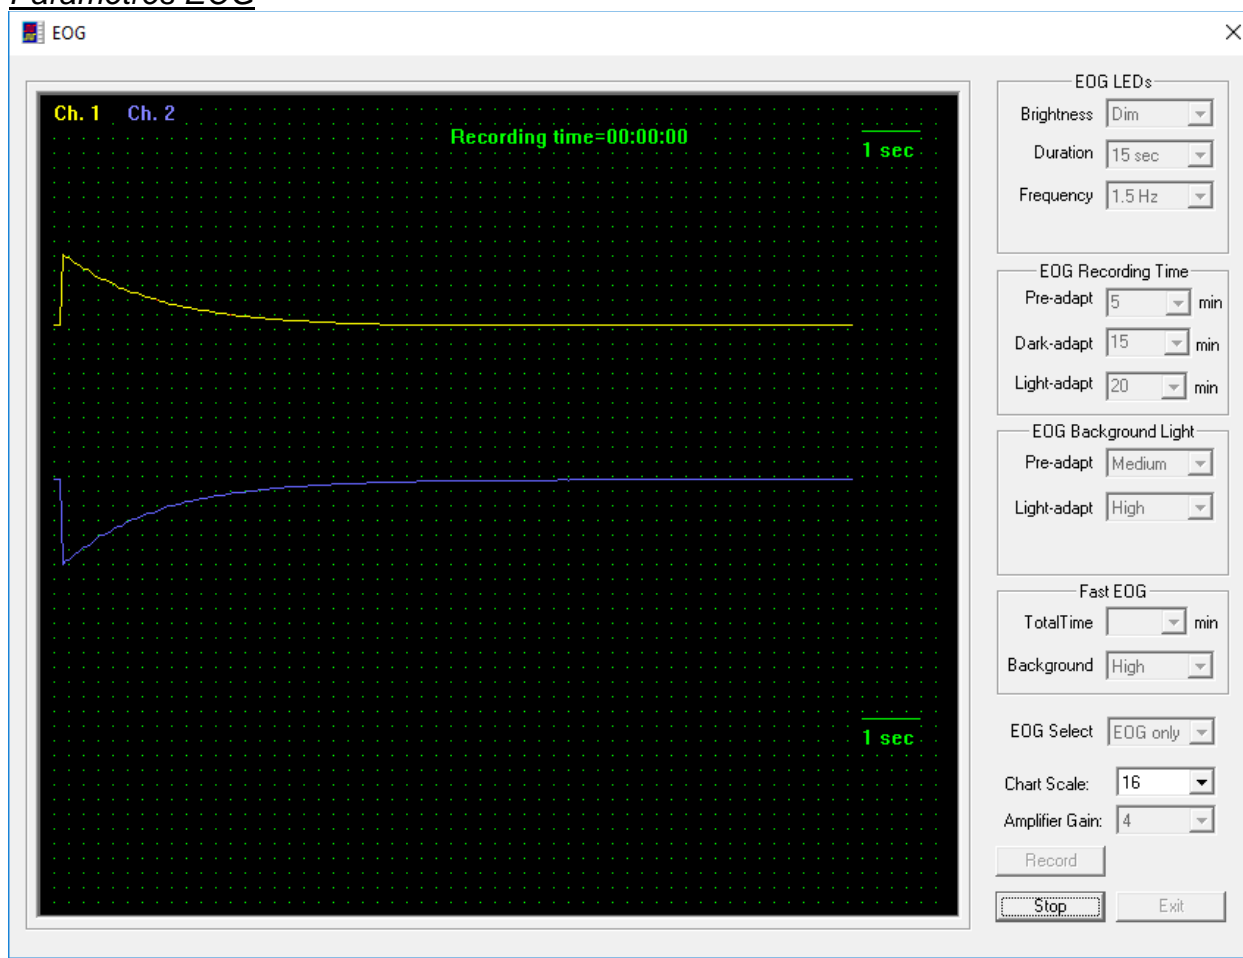 Parámetros EOG
EOG
Ch. 1 Ch. 2
Recording time=00:00:00
1 sec
1 sec
EOG LEDs
Brightness Dim
Duration 15 sec
Frequency 1.5 Hz
EOG Recording Time
Pre-adapt 5 min
Dark-adapt 15 min
Light-adapt 20 min
EOG Background Light
Pre-adapt Medium
Light-adapt High
Fast EOG
TotalTime min
Background High
EOG Select EOG only
Chart Scale: 16
Amplifier Gain: 4
Record
Stop Exit